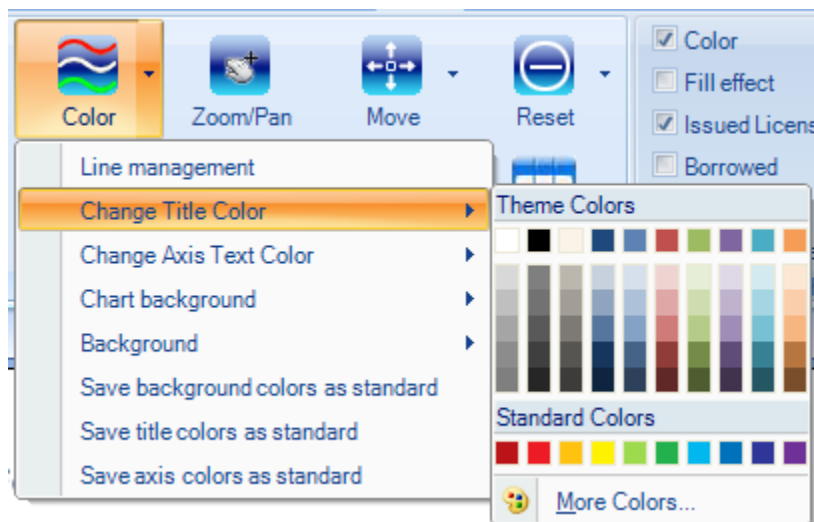 Color
Zoom/Pan
Move
Reset
Color
Fill effect
Issued Licens
Borrowed
Line management
Change Title Color
Change Axis Text Color
Chart background
Background
Save background colors as standard
Save title colors as standard
Save axis colors as standard
Theme Colors
Standard Colors
More Colors...